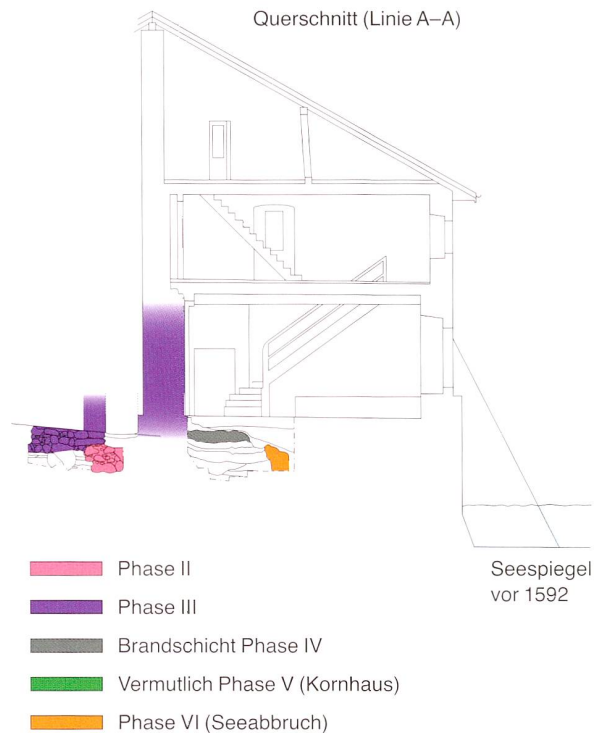 Querschnitt (Linie A–A)
Seespiegel
vor 1592
Phase II
Phase III
Brandschicht Phase IV
Vermutlich Phase V (Kornhaus)
Phase VI (Seeabbruch)